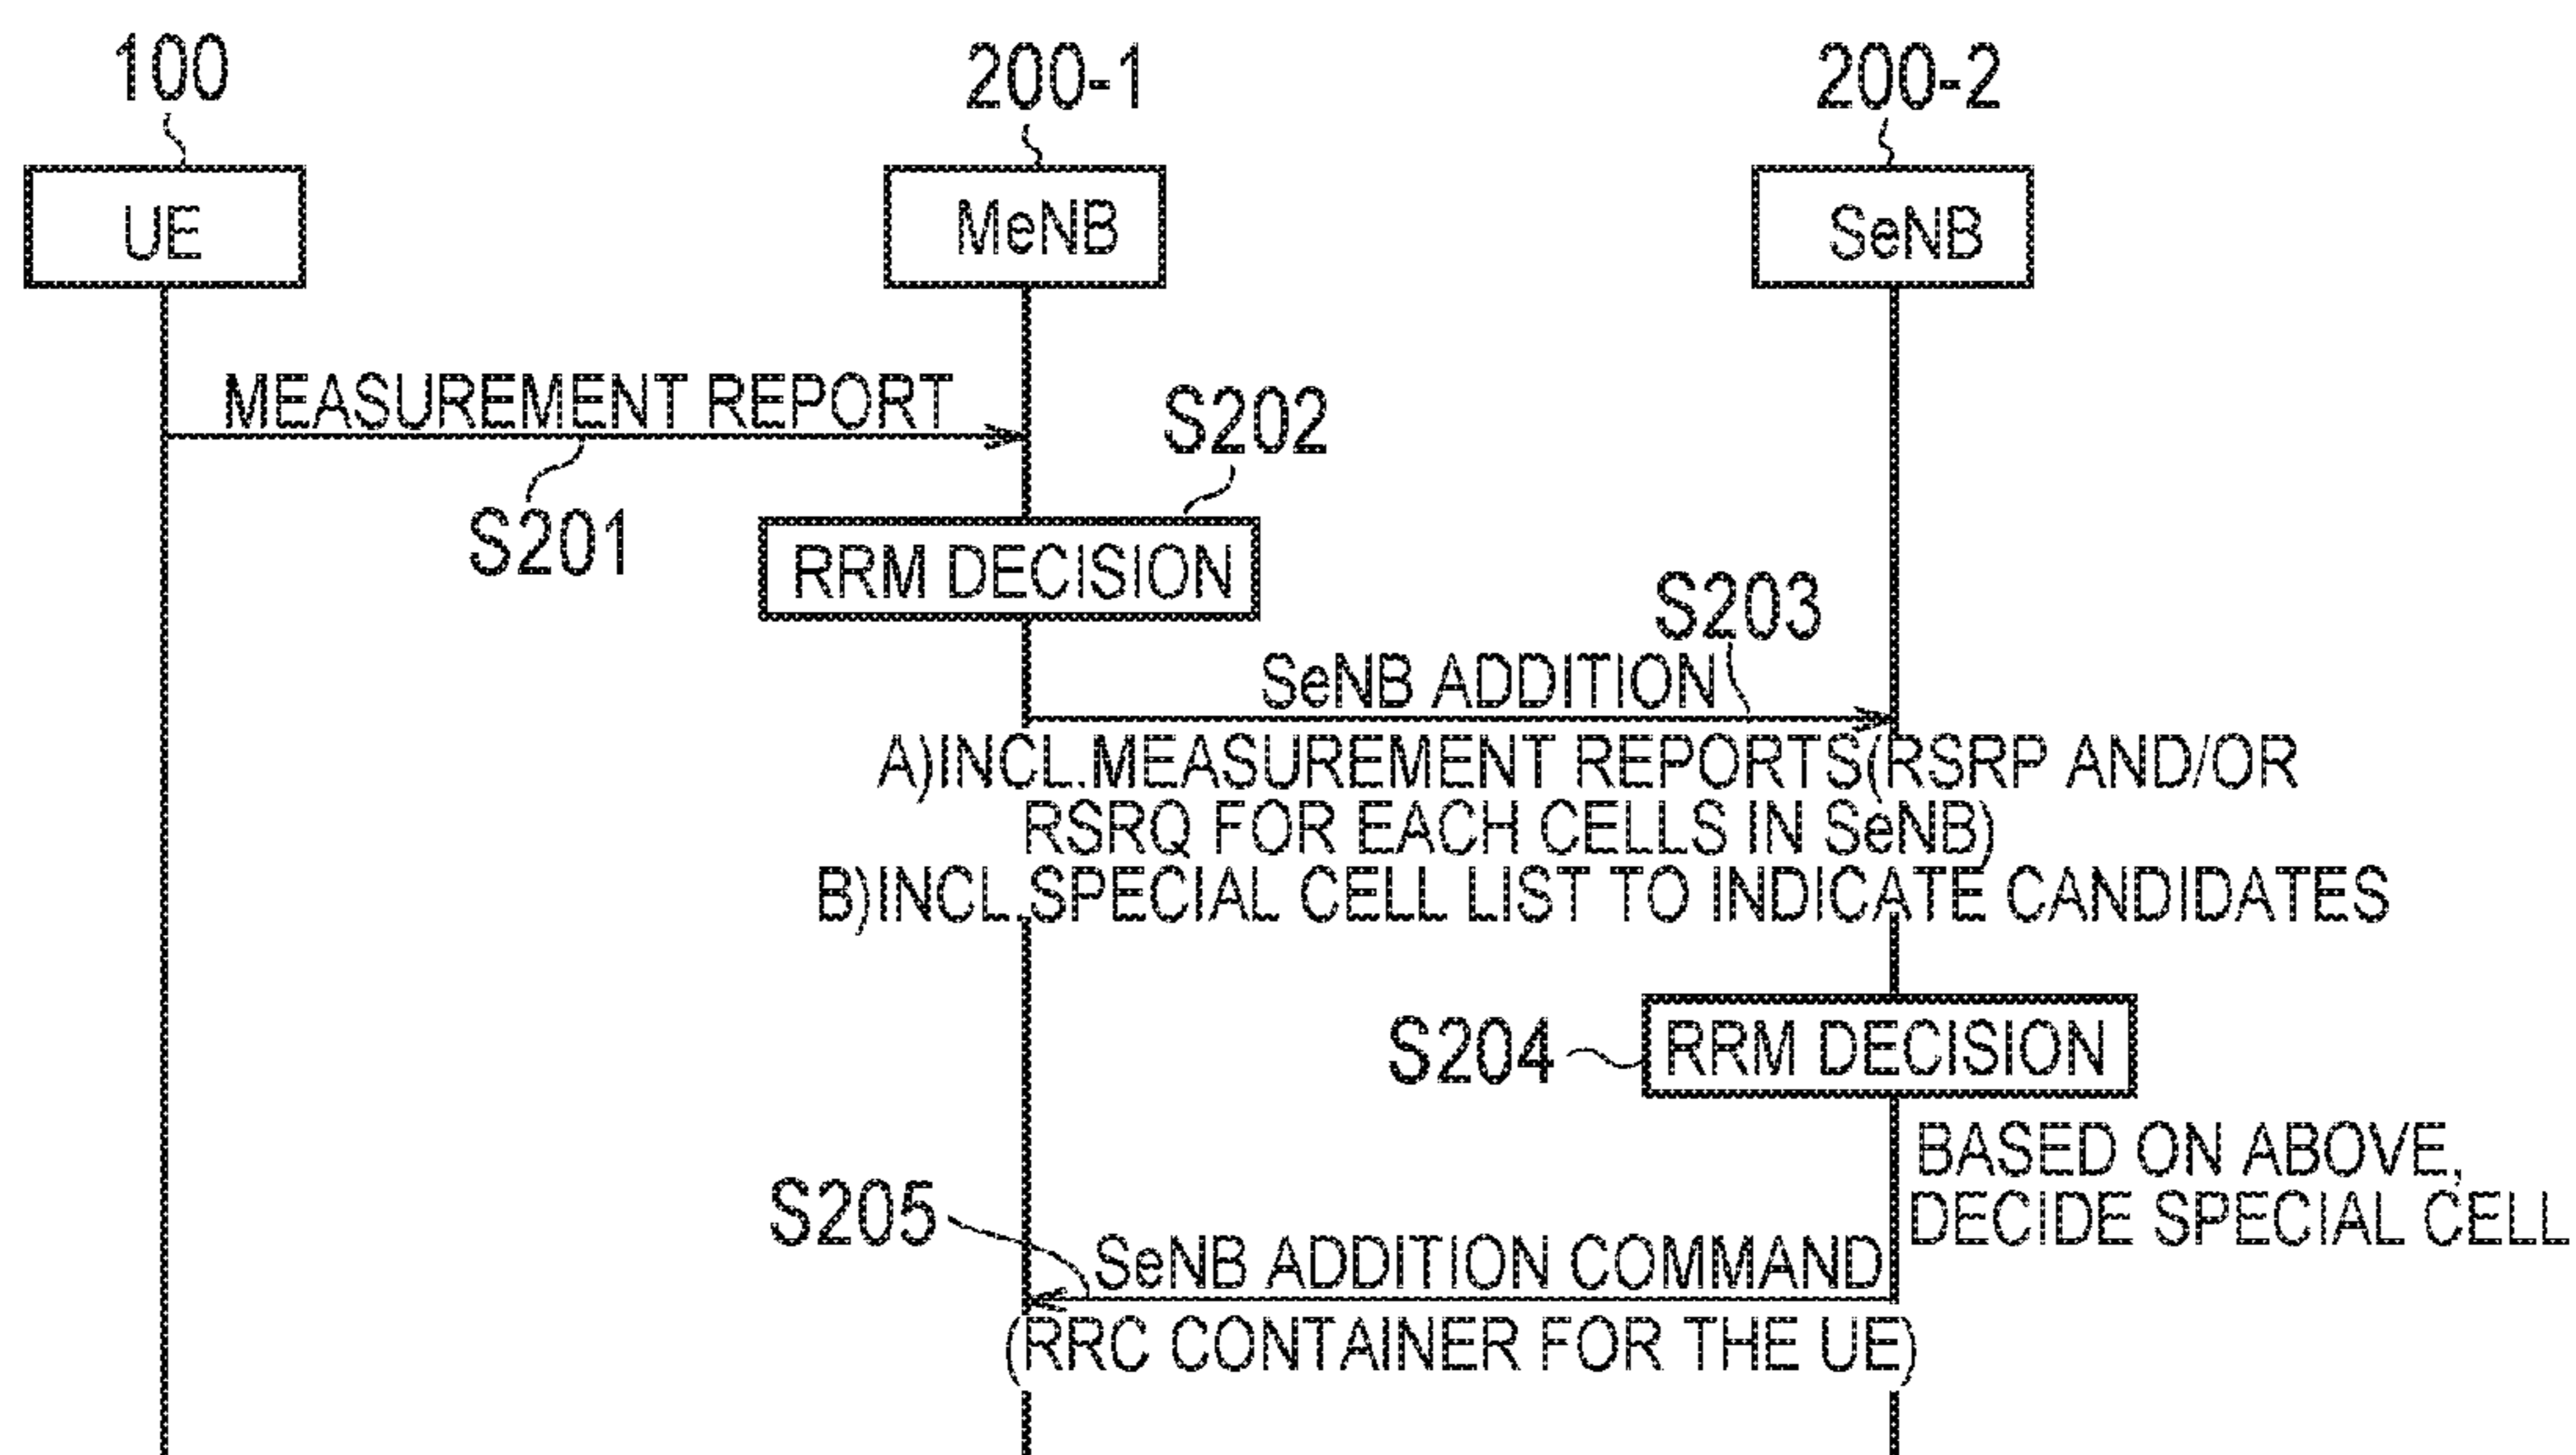 100
200-1
200-2
UE
MeNB
SeNB
MEASUREMENT REPORT
S201
S202
RRM DECISION
S203
SeNB ADDITION
A)INCL.MEASUREMENT REPORTS(RSRP AND/OR
RSRQ FOR EACH CELLS IN SeNB)
B)INCL.SPECIAL CELL LIST TO INDICATE CANDIDATES
S204
RRM DECISION
BASED ON ABOVE,
DECIDE SPECIAL CELL
S205
SeNB ADDITION COMMAND
(RRC CONTAINER FOR THE UE)